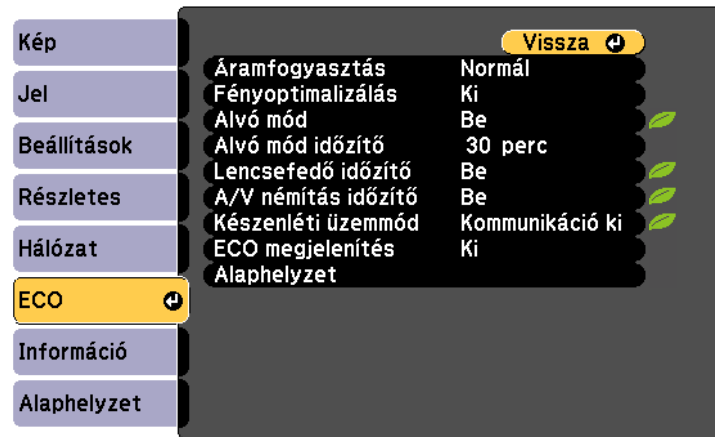 Kép
Jel
Beállítások
Részletes
Hálózat
ECO
Információ
Alaphelyzet
Vissza
Áramfogyasztás Normál
Fényoptimalizálás Ki
Alvó mód Be
Alvó mód időzítő 30 perc
Lencsefedő időzítő Be
A/V némítás időzítő Be
Készenléti üzemmód Kommunikáció ki
ECO megjelenítés Ki
Alaphelyzet